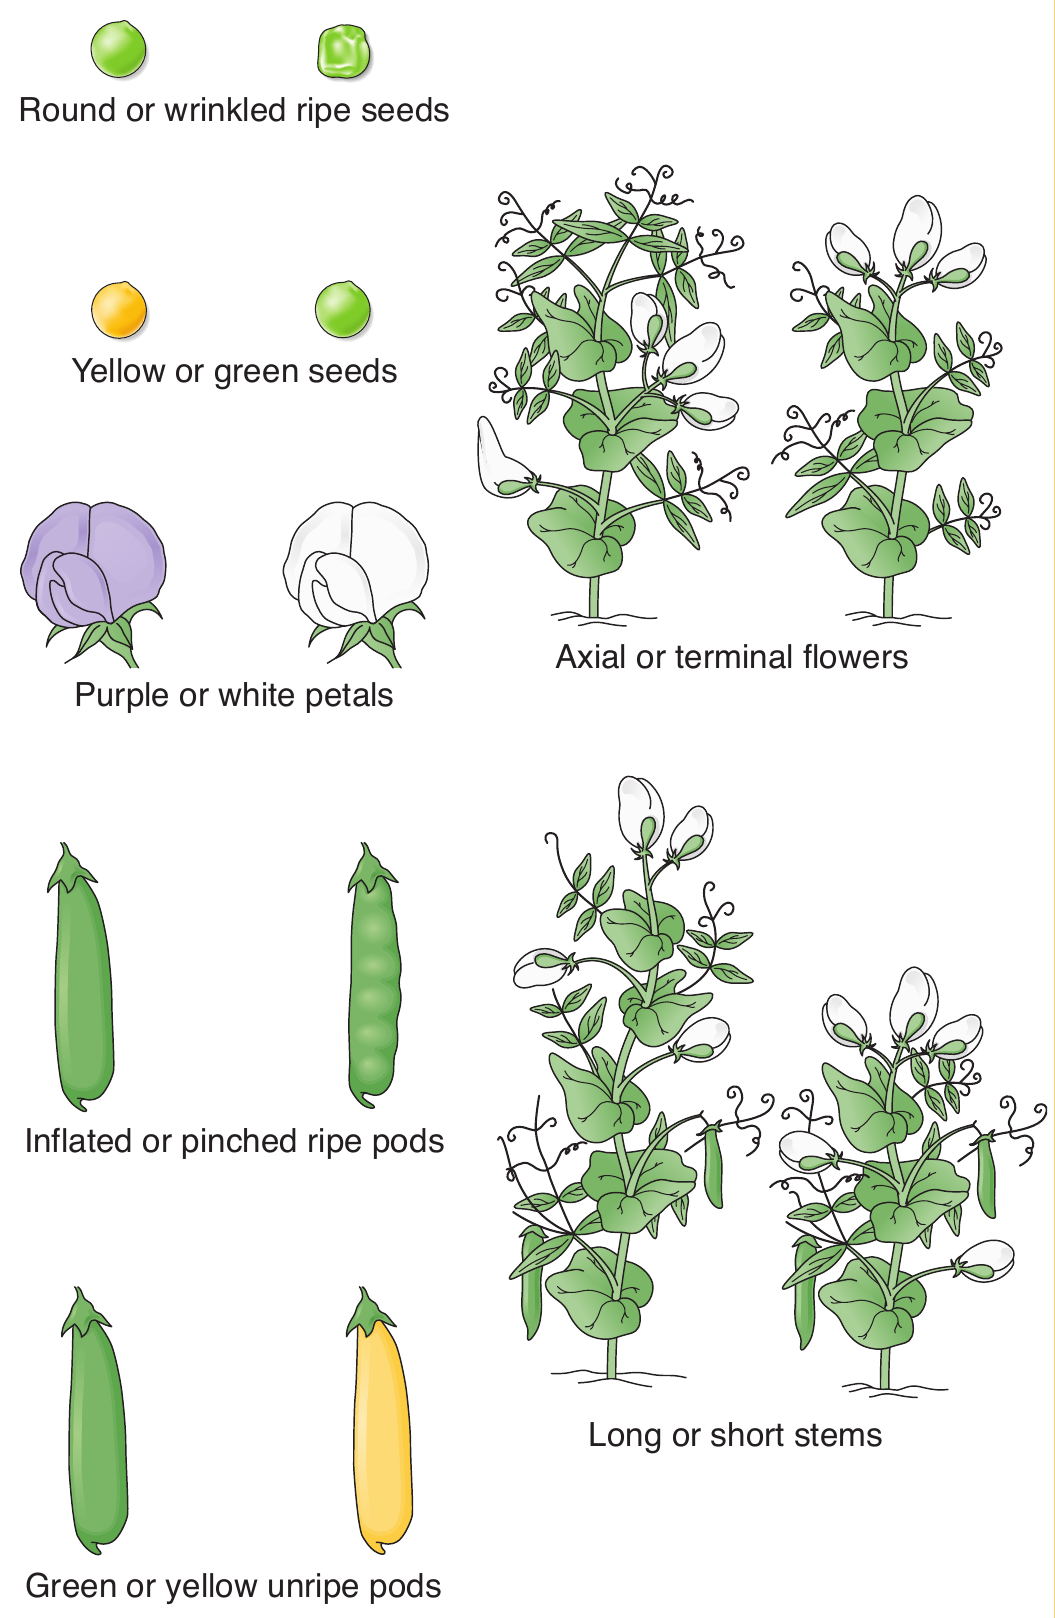 Round or wrinkled ripe seeds
Yellow or green seeds
Purple or white petals
Axial or terminal flowers
Inflated or pinched ripe pods
Long or short stems
Green or yellow unripe pods